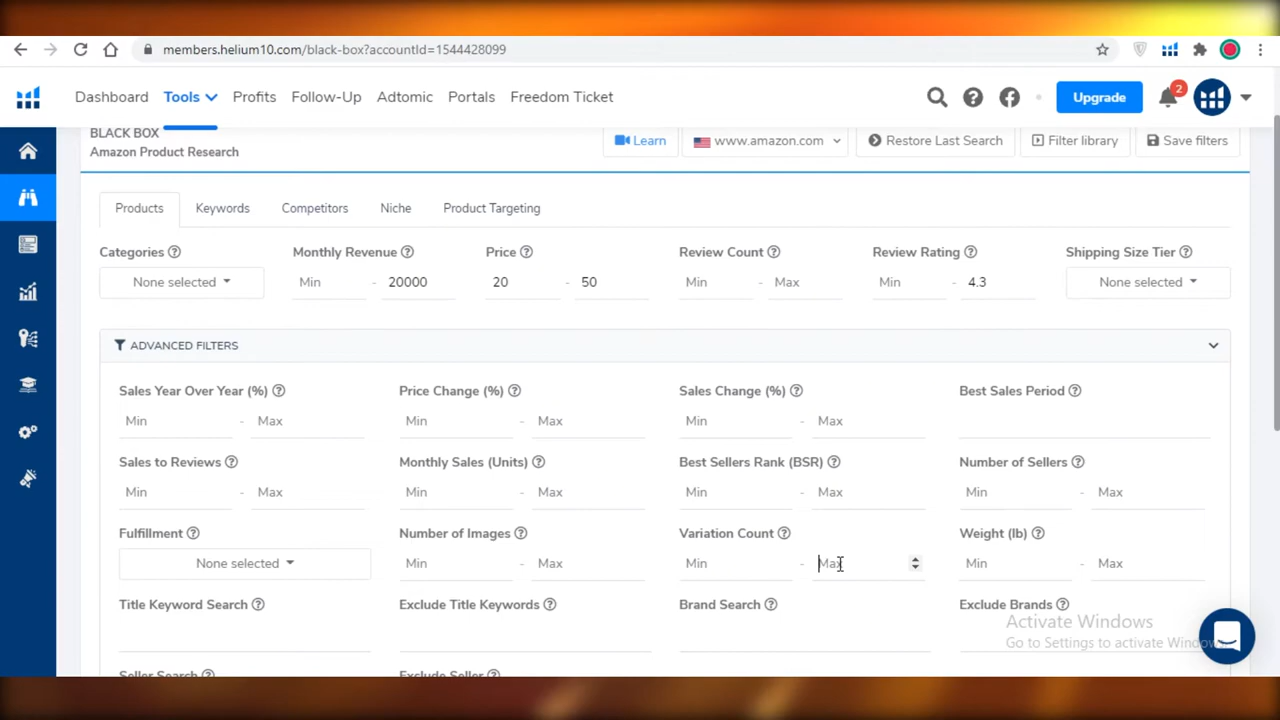 members.helium10.com/black-box?accountId=1544428099
Dashboard Tools Profits Follow-Up Adtomic Portals Freedom Ticket Upgrade 2
BLACK BOX
Amazon Product Research
Learn www.amazon.com Restore Last Search Filter library Save filters
Products Keywords Competitors Niche Product Targeting
Categories Monthly Revenue Price Review Count Review Rating Shipping Size Tier
None selected Min - 20000 20 - 50 Min - Max Min - 4.3 None selected
ADVANCED FILTERS
Sales Year Over Year (%) Price Change (%) Sales Change (%) Best Sales Period
Min - Max Min - Max Min - Max
Sales to Reviews Monthly Sales (Units) Best Sellers Rank (BSR) Number of Sellers
Min - Max Min - Max Min - Max Min - Max
Fulfillment Number of Images Variation Count Weight (lb)
None selected Min - Max Min - Max Min - Max
Title Keyword Search Exclude Title Keywords Brand Search Exclude Brands
Activate Windows
Go to Settings to activate Windows.
Seller Search Exclude Seller